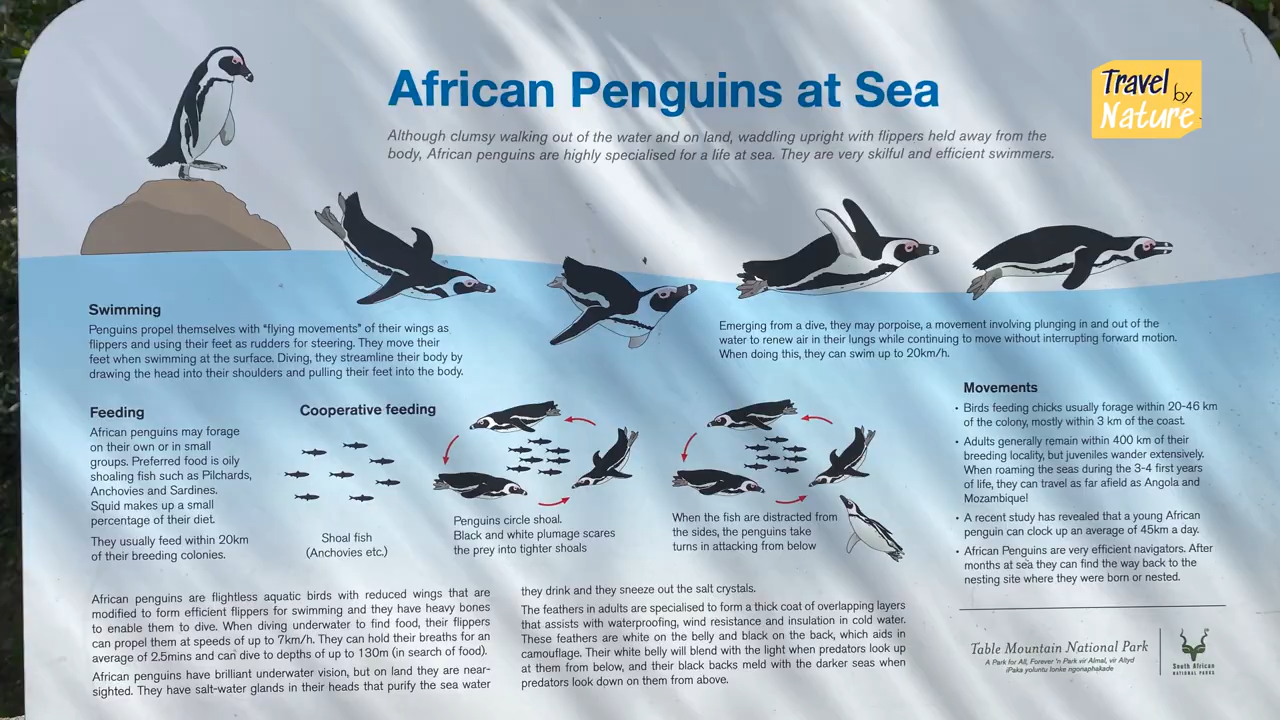 African Penguins at Sea
Travel
by
Nature
Although clumsy walking out of the water and on land, waddling upright with flippers held away from the
body, African penguins are highly specialised for a life at sea. They are very skilful and efficient swimmers.
Swimming
Penguins propel themselves with "flying movements" of their wings as
flippers and using their feet as rudders for steering. They move their
feet when swimming at the surface. Diving, they streamline their body by
drawing the head into their shoulders and pulling their feet into the body.
Emerging from a dive, they may porpoise, a movement involving plunging in and out of the
water to renew air in their lungs while continuing to move without interrupting forward motion.
When doing this, they can swim up to 20km/h.
Feeding
African penguins may forage
on their own or in small
groups. Preferred food is oily
shoaling fish such as Pilchards,
Anchovies and Sardines.
Squid makes up a small
percentage of their diet.
They usually feed within 20km
of their breeding colonies.
Cooperative feeding
Shoal fish
(Anchovies etc.)
Penguins circle shoal.
Black and white plumage scares
the prey into tighter shoals
When the fish are distracted from
the sides, the penguins take
turns in attacking from below
Movements
• Birds feeding chicks usually forage within 20-46 km
of the colony, mostly within 3 km of the coast.
• Adults generally remain within 400 km of their
breeding locality, but juveniles wander extensively.
When roaming the seas during the 3-4 first years
of life, they can travel as far afield as Angola and
Mozambique!
• A recent study has revealed that a young African
penguin can clock up an average of 45km a day.
• African Penguins are very efficient navigators. After
months at sea they can find the way back to the
nesting site where they were born or nested.
African penguins are flightless aquatic birds with reduced wings that are
modified to form efficient flippers for swimming and they have heavy bones
to enable them to dive. When diving underwater to find food, their flippers
can propel them at speeds of up to 7km/h. They can hold their breaths for an
average of 2.5mins and can dive to depths of up to 130m (in search of food).
African penguins have brilliant underwater vision, but on land they are near-
sighted. They have salt-water glands in their heads that purify the sea water
they drink and they sneeze out the salt crystals.
The feathers in adults are specialised to form a thick coat of overlapping layers
that assists with waterproofing, wind resistance and insulation in cold water.
These feathers are white on the belly and black on the back, which aids in
camouflage. Their white belly will blend with the light when predators look up
at them from below, and their black backs meld with the darker seas when
predators look down on them from above.
Table Mountain National Park
A Park for All, Forever 'n Park vir Almal, vir Altyd
iPaka yoluntu lonke ngonaphakade
South African
NATIONAL PARKS